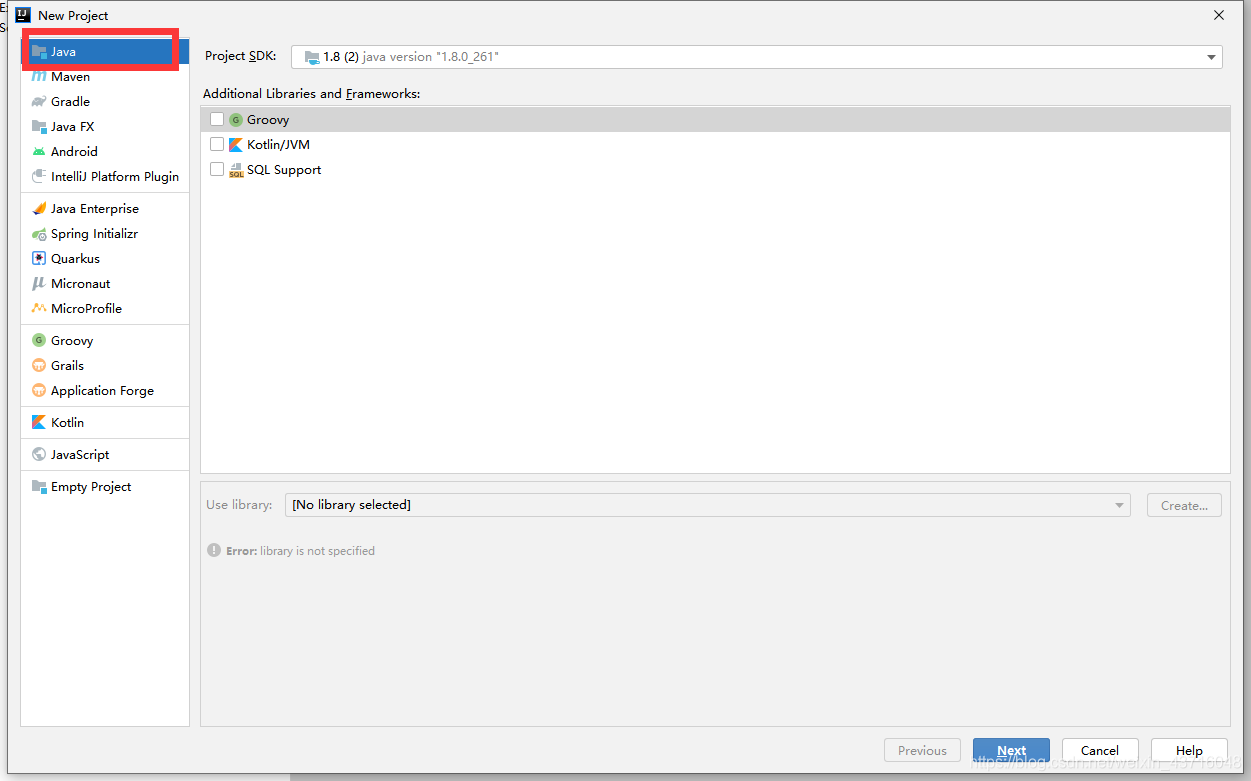 New Project
Java
Maven
Gradle
Java FX
Android
IntelliJ Platform Plugin
Java Enterprise
Spring Initializr
Quarkus
Micronaut
MicroProfile
Groovy
Grails
Application Forge
Kotlin
JavaScript
Empty Project
Project SDK: 1.8 (2) java version "1.8.0_261"
Additional Libraries and Frameworks:
Groovy
Kotlin/JVM
SQL Support
Use library: [No library selected] Create...
Error: library is not specified
Previous Next Cancel Help
https://blog.csdn.net/weixin_43716048